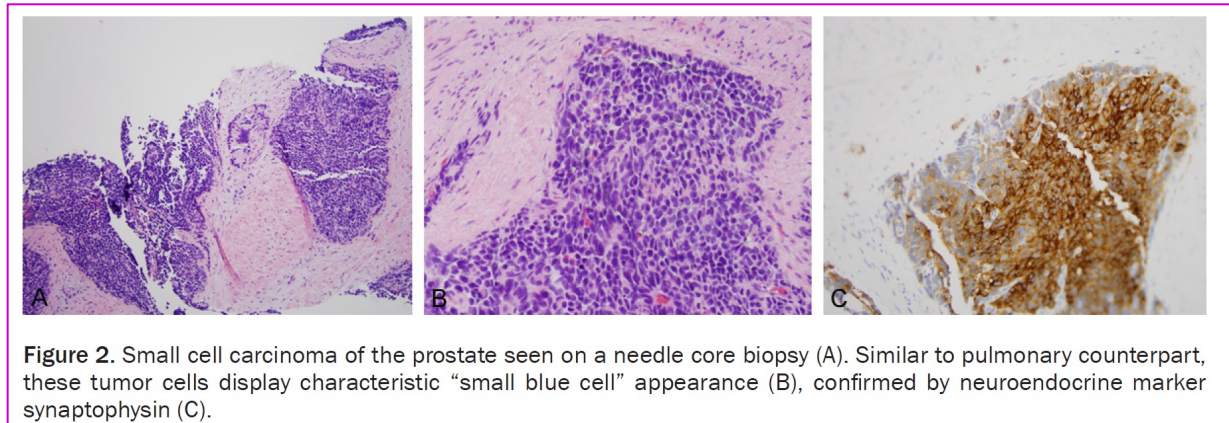 A
B
C
Figure 2. Small cell carcinoma of the prostate seen on a needle core biopsy (A). Similar to pulmonary counterpart,
these tumor cells display characteristic “small blue cell” appearance (B), confirmed by neuroendocrine marker
synaptophysin (C).